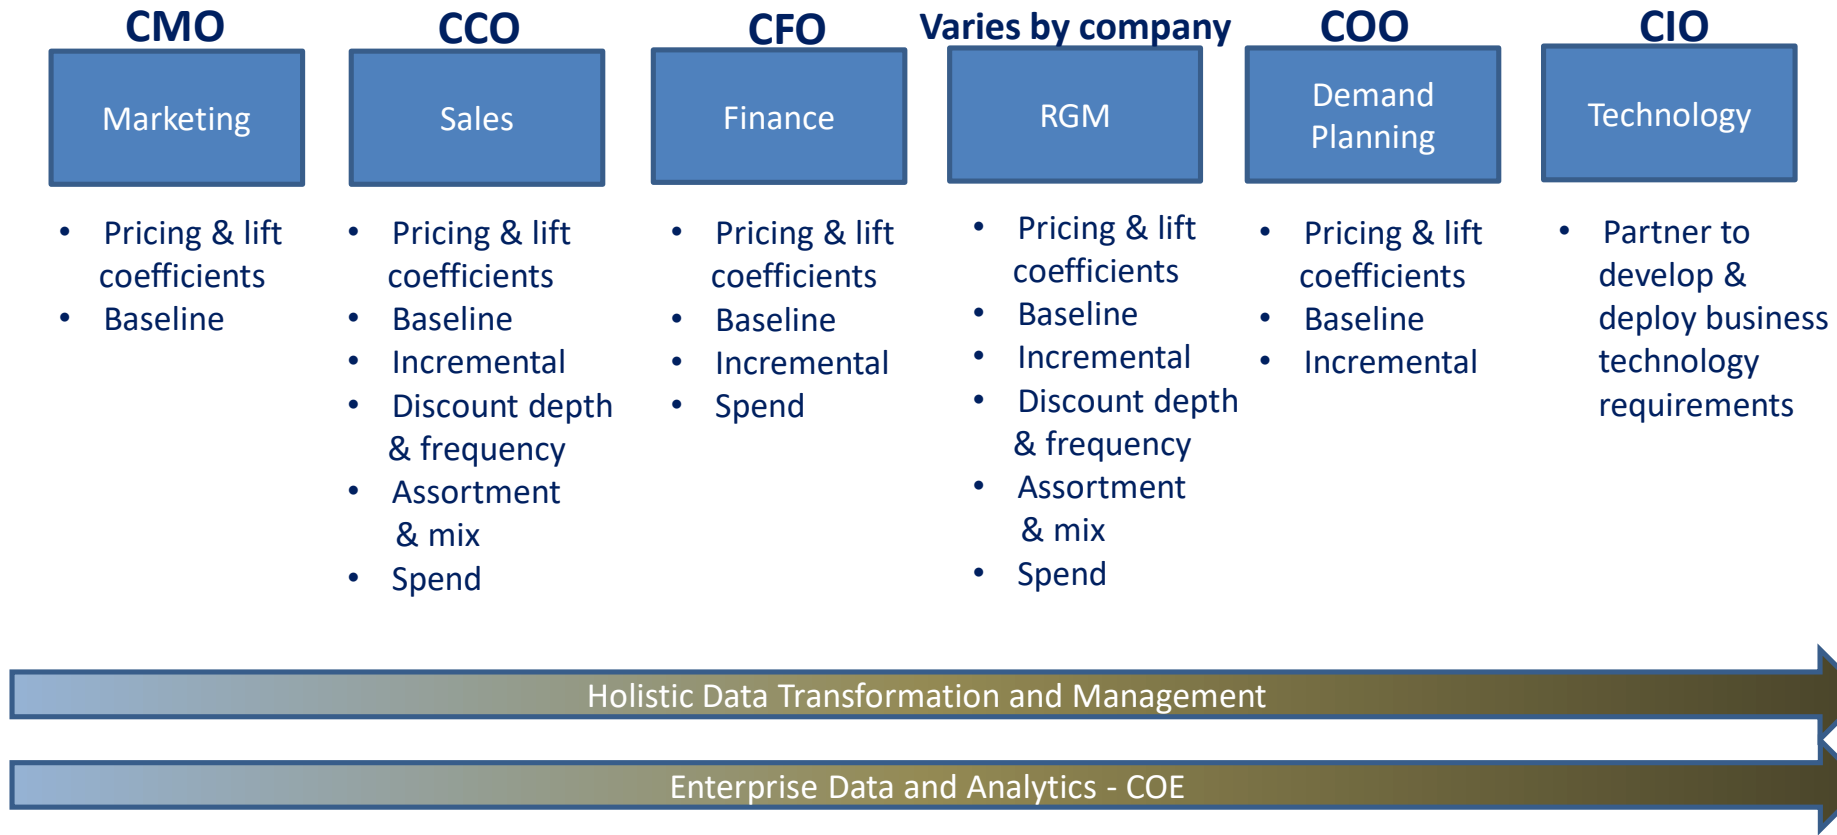 CMO
CCO
CFO
Varies by company
COO
CIO
Marketing
Sales
Finance
RGM
Demand
Planning
Technology
• Pricing & lift
coefficients
• Baseline
• Pricing & lift
coefficients
• Baseline
• Incremental
• Discount depth
& frequency
• Assortment
& mix
• Spend
• Pricing & lift
coefficients
• Baseline
• Incremental
• Spend
• Pricing & lift
coefficients
• Baseline
• Incremental
• Discount depth
& frequency
• Assortment
& mix
• Spend
• Pricing & lift
coefficients
• Baseline
• Incremental
• Partner to
develop &
deploy business
technology
requirements
Holistic Data Transformation and Management
Enterprise Data and Analytics - COE